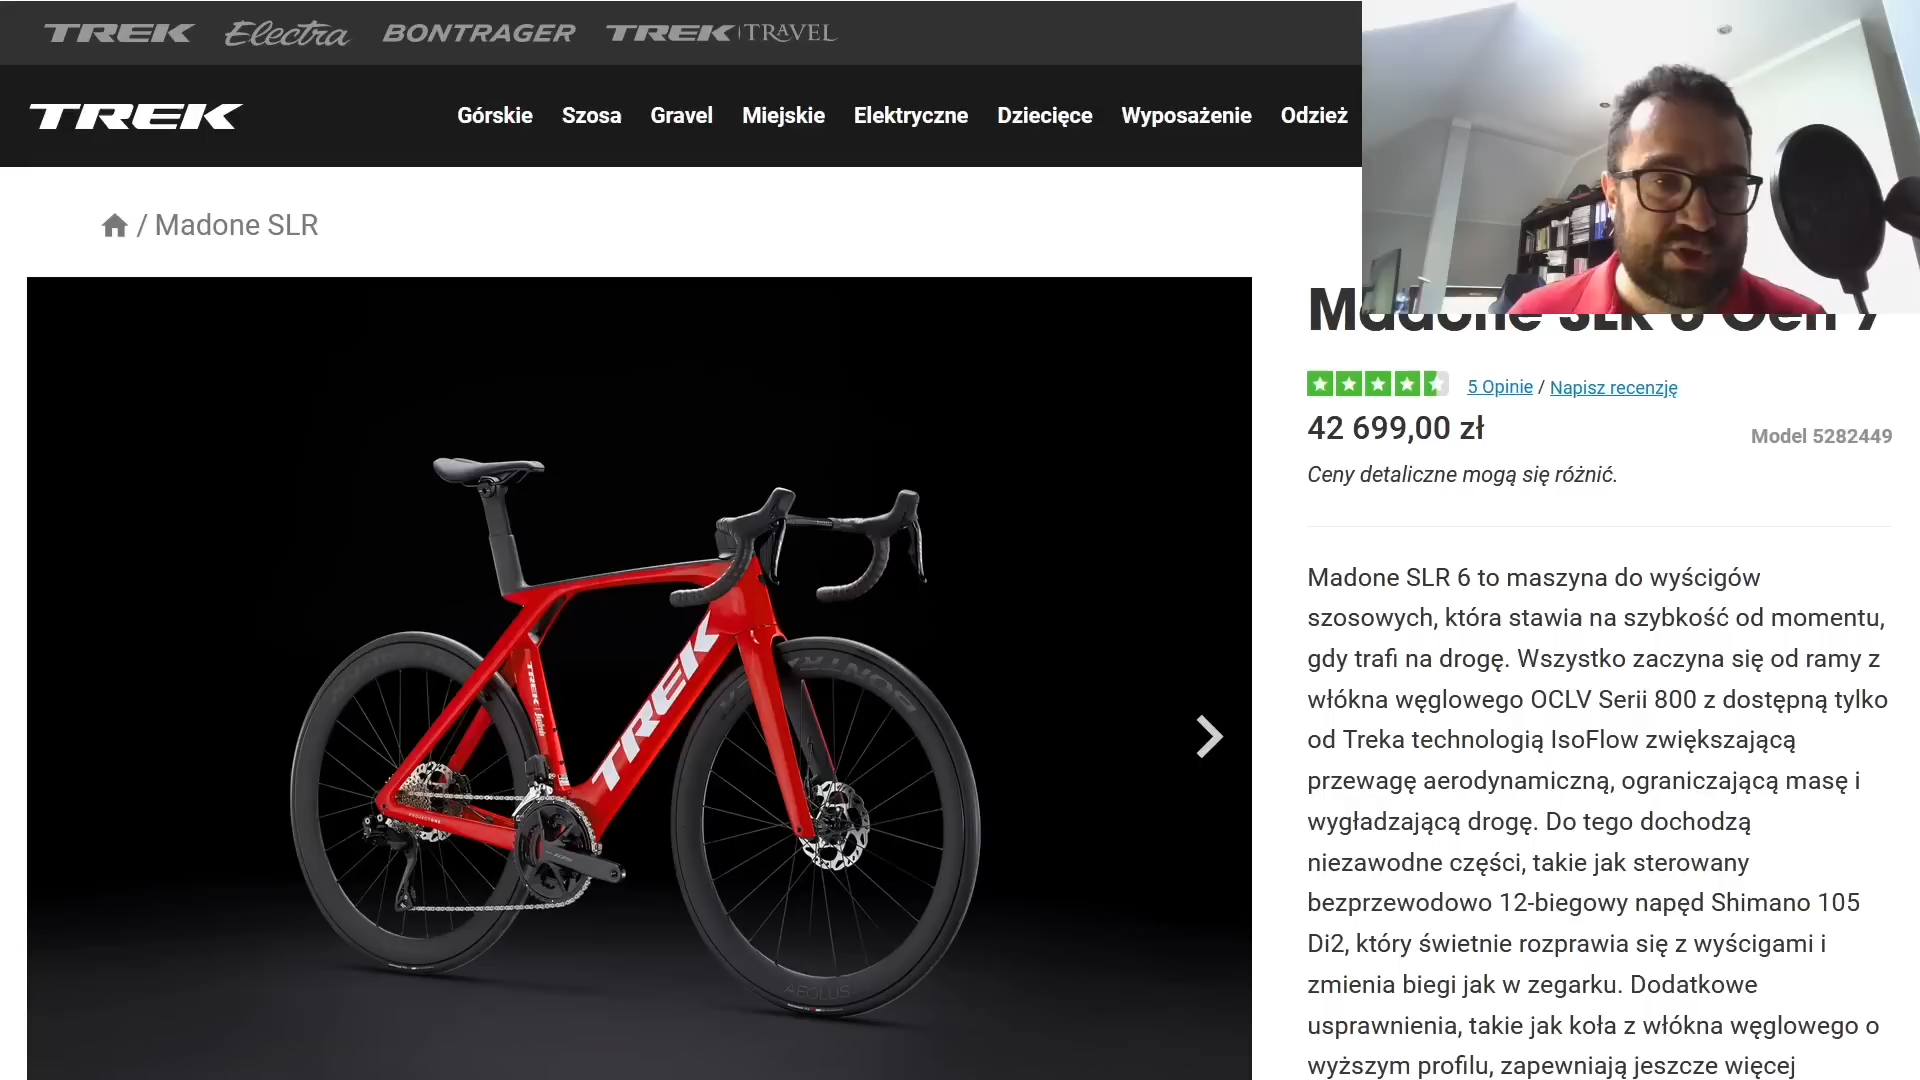 TREK Electra BONTRAGER TREK | TRAVEL
TREK Górskie Szosa Gravel Miejskie Elektryczne Dziecięce Wyposażenie Odzież
/ Madone SLR
Madone SLR 6 Gen 7
5 Opinie / Napisz recenzję
42 699,00 zł
Model 5282449
Ceny detaliczne mogą się różnić.
Madone SLR 6 to maszyna do wyścigów
szosowych, która stawia na szybkość od momentu,
gdy trafi na drogę. Wszystko zaczyna się od ramy z
włókna węglowego OCLV Serii 800 z dostępną tylko
od Treka technologią IsoFlow zwiększającą
przewagę aerodynamiczną, ograniczającą masę i
wygładzającą drogę. Do tego dochodzą
niezawodne części, takie jak sterowany
bezprzewodowo 12-biegowy napęd Shimano 105
Di2, który świetnie rozprawia się z wyścigami i
zmienia biegi jak w zegarku. Dodatkowe
usprawnienia, takie jak koła z włókna węglowego o
wyższym profilu, zapewniają jeszcze więcej
TREK
TREK
BONTRA
AEOLUS